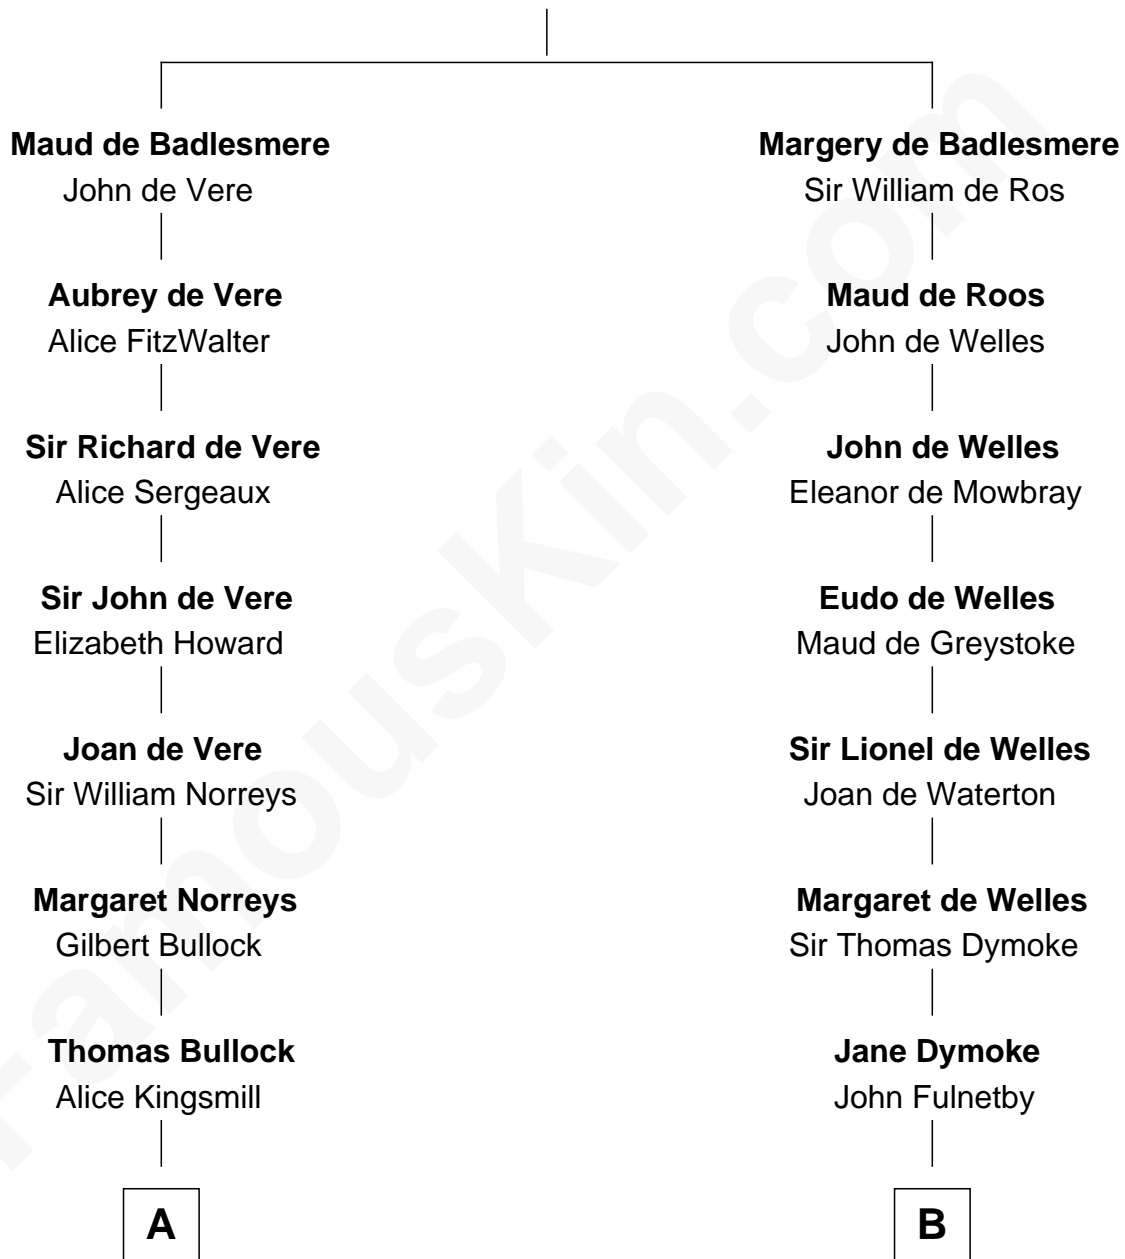 Maud de Badlesmere
John de Vere
Margery de Badlesmere
Sir William de Ros
Aubrey de Vere
Alice FitzWalter
Maud de Roos
John de Welles
Sir Richard de Vere
Alice Sergeaux
John de Welles
Eleanor de Mowbray
Sir John de Vere
Elizabeth Howard
Eudo de Welles
Maud de Greystoke
Joan de Vere
Sir William Norreys
Sir Lionel de Welles
Joan de Waterton
Margaret Norreys
Gilbert Bullock
Margaret de Welles
Sir Thomas Dymoke
Thomas Bullock
Alice Kingsmill
Jane Dymoke
John Fulnetby
A
B
FamousKin.com